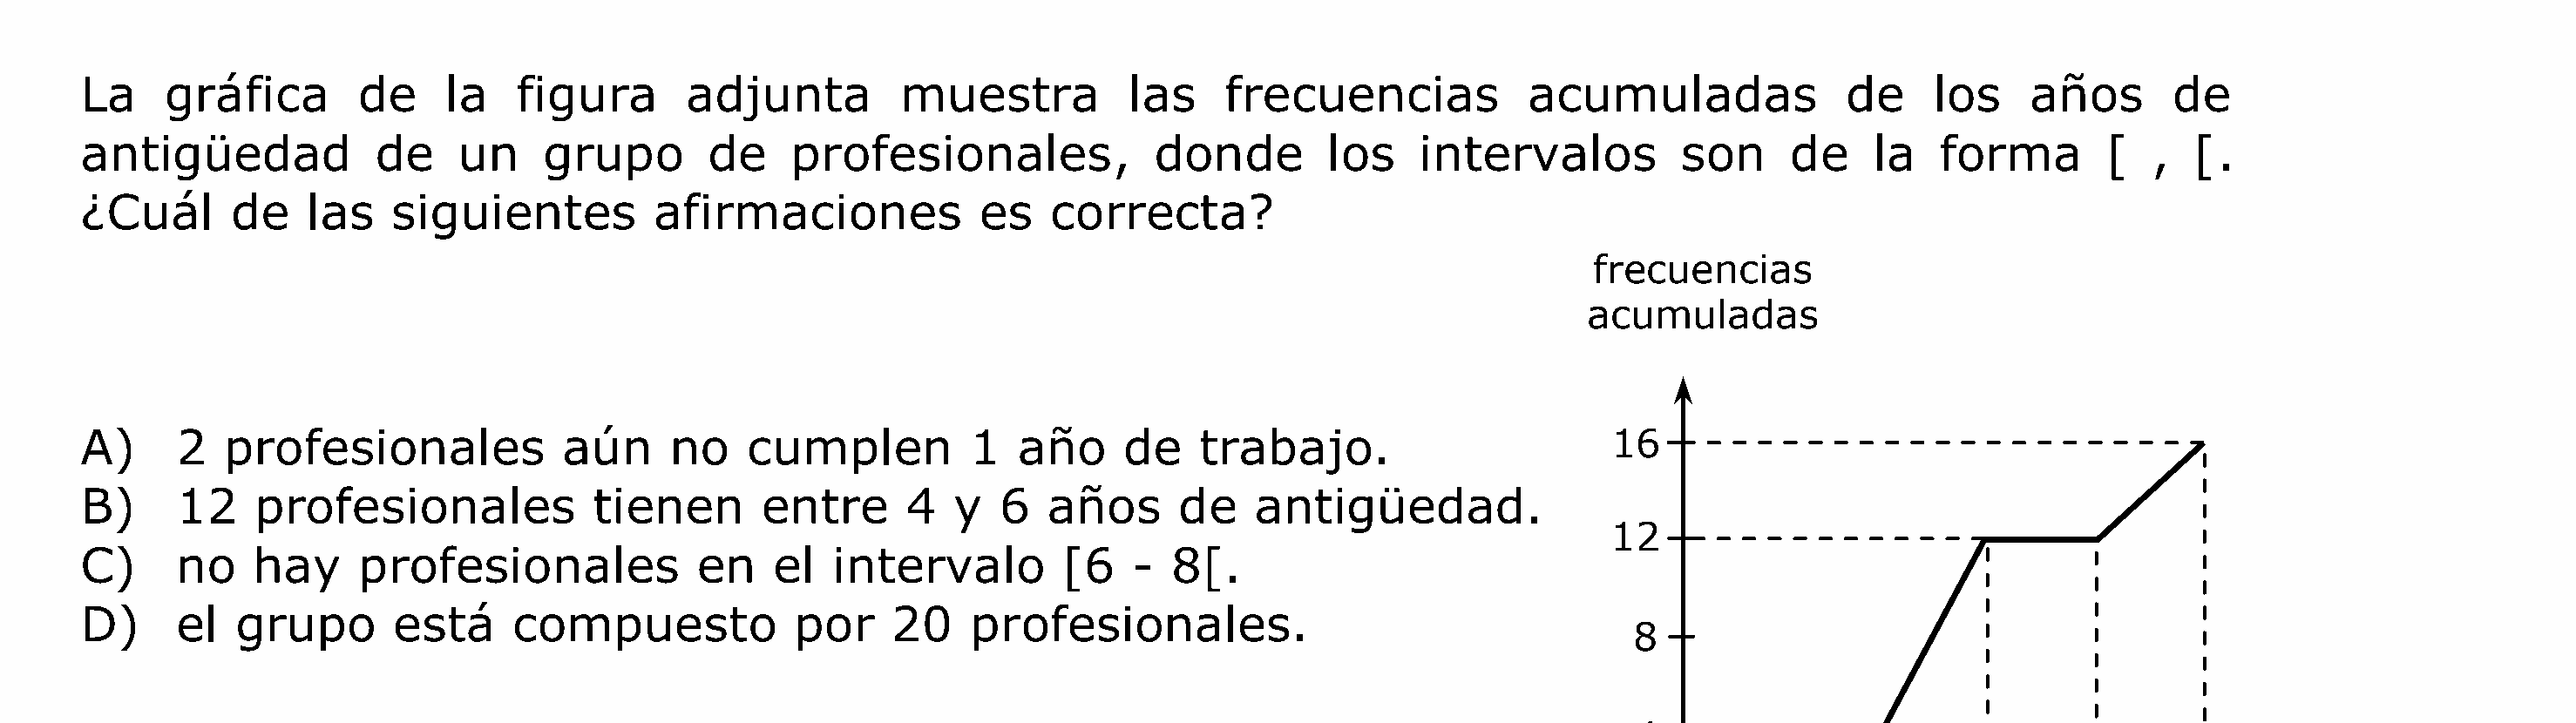 La gráfica de la figura adjunta muestra las frecuencias acumuladas de los años de
antigüedad de un grupo de profesionales, donde los intervalos son de la forma [ , [.
¿Cuál de las siguientes afirmaciones es correcta?
frecuencias
acumuladas
A) 2 profesionales aún no cumplen 1 año de trabajo.
B) 12 profesionales tienen entre 4 y 6 años de antigüedad.
C) no hay profesionales en el intervalo [6 - 8[.
D) el grupo está compuesto por 20 profesionales.
16
12
8